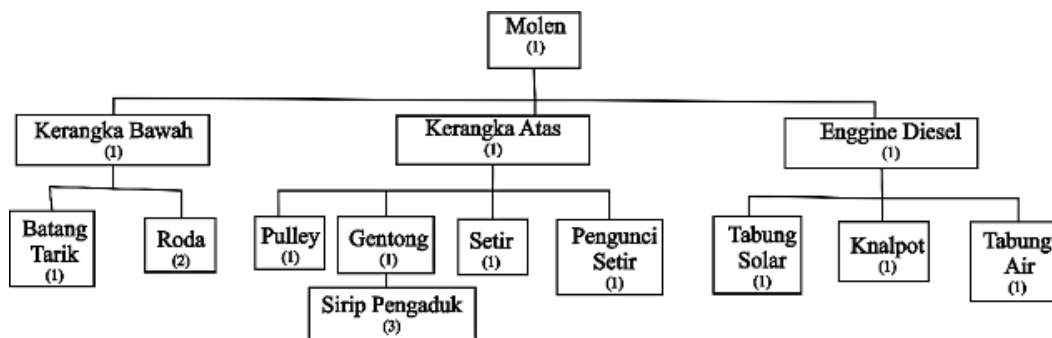 Molen
(1)
Kerangka Bawah
(1)
Kerangka Atas
(1)
Enggine Diesel
(1)
Batang
Tarik
(1)
Roda
(2)
Pulley
(1)
Gentong
(1)
Setir
(1)
Pengunci
Setir
(1)
Tabung
Solar
(1)
Knalpot
(1)
Tabung
Air
(1)
Sirip Pengaduk
(3)